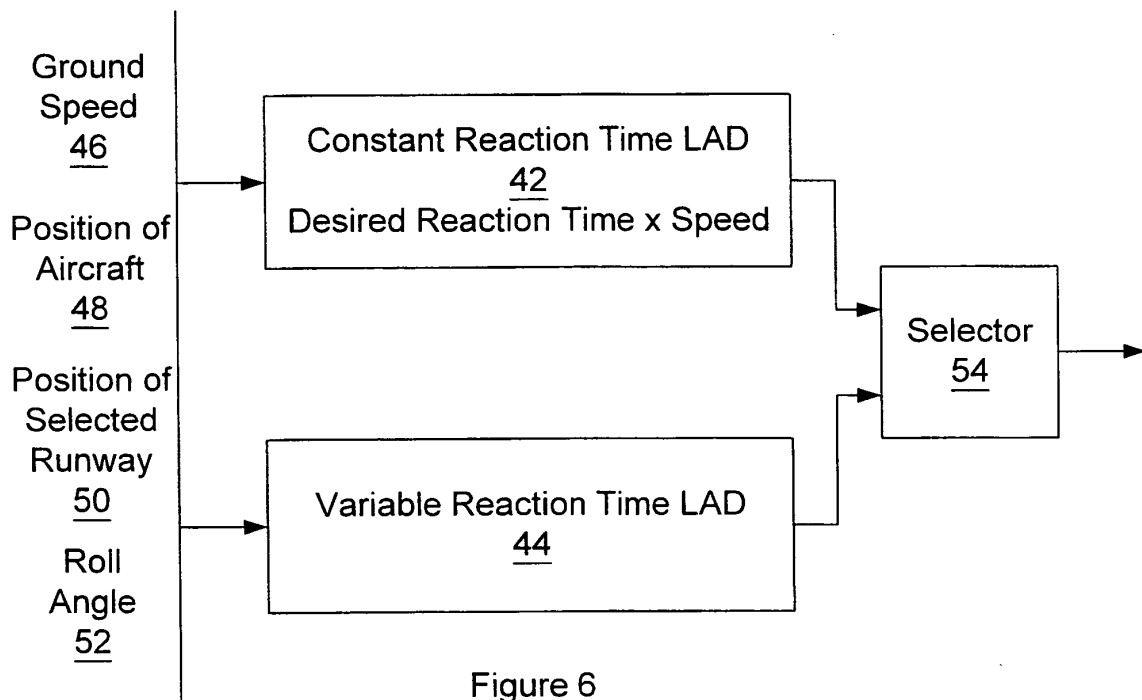 Ground
Speed
46
Position of
Aircraft
48
Position of
Selected
Runway
50
Roll
Angle
52
Constant Reaction Time LAD
42
Desired Reaction Time x Speed
Variable Reaction Time LAD
44
Selector
54
Figure 6